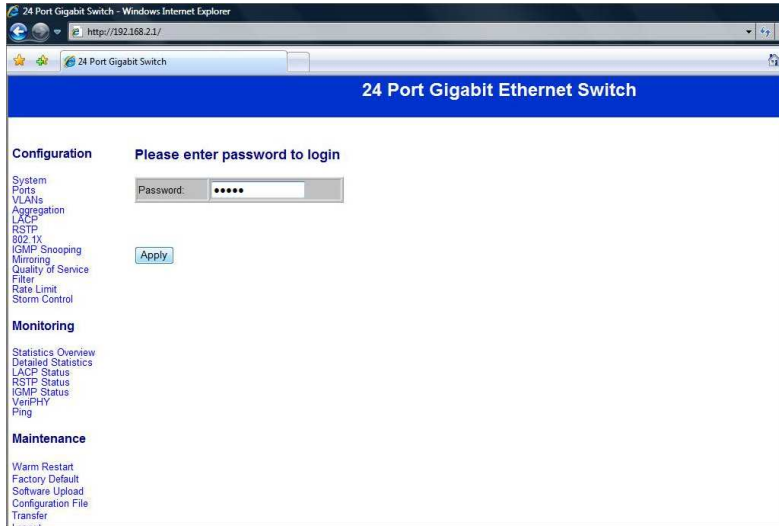 24 Port Gigabit Switch - Windows Internet Explorer
http://192.168.2.1/
24 Port Gigabit Switch
24 Port Gigabit Ethernet Switch
Configuration
System
Ports
VLANs
Aggregation
LACP
RSTP
802.1X
IGMP Snooping
Mirroring
Quality of Service
Filter
Rate Limit
Storm Control
Monitoring
Statistics Overview
Detailed Statistics
LACP Status
RSTP Status
IGMP Status
VeriPHY
Ping
Maintenance
Warm Restart
Factory Default
Software Upload
Configuration File
Transfer
Please enter password to login
Password: •••••
Apply